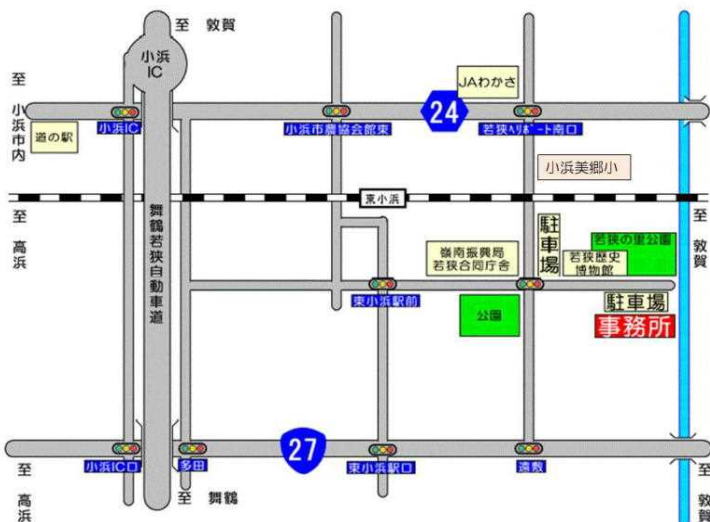 至 敦賀
小浜
IC
至 小浜市内
道の駅
小浜IC
小浜市農協会館東
24
JAわかさ
若狭ヘリポート南口
小浜美郷小
東小浜
至 高浜
舞鶴若狭自動車道
至 敦賀
駐車場
若狭の里公園
嶺南振興局
若狭合同庁舎
若狭歴史
博物館
東小浜駅前
公園
駐車場
事務所
27
小浜IC口
多田
東小浜駅口
遠敷
至 高浜
至 舞鶴
至 敦賀